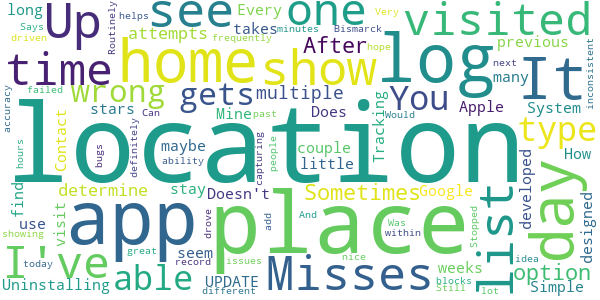 long Says Up helps Routinely
see
Every takes minutes
one
Very frequently
Bismarck
visited
driven
attempts After hope
previous
time home show log It
next
many
inconsistent
accuracy
failed
wrong gets multiple You Apple System
stars Mine Does
maybe Can
past
Tracking
type
How
bugs
definitely
ability
couple
little
capturing
people
Would
location
Contact
hours
find
determine stay Doesn't Sometimes Google
visit
app place list day
developed
designed
use
seem
drove
record
add
And
Was
within
Stopped
option
I've able
UPDATE
issues
nice
Misses weeks
blocks
idea
Simple
showing
today
Uninstalling
great
different
Still
lot